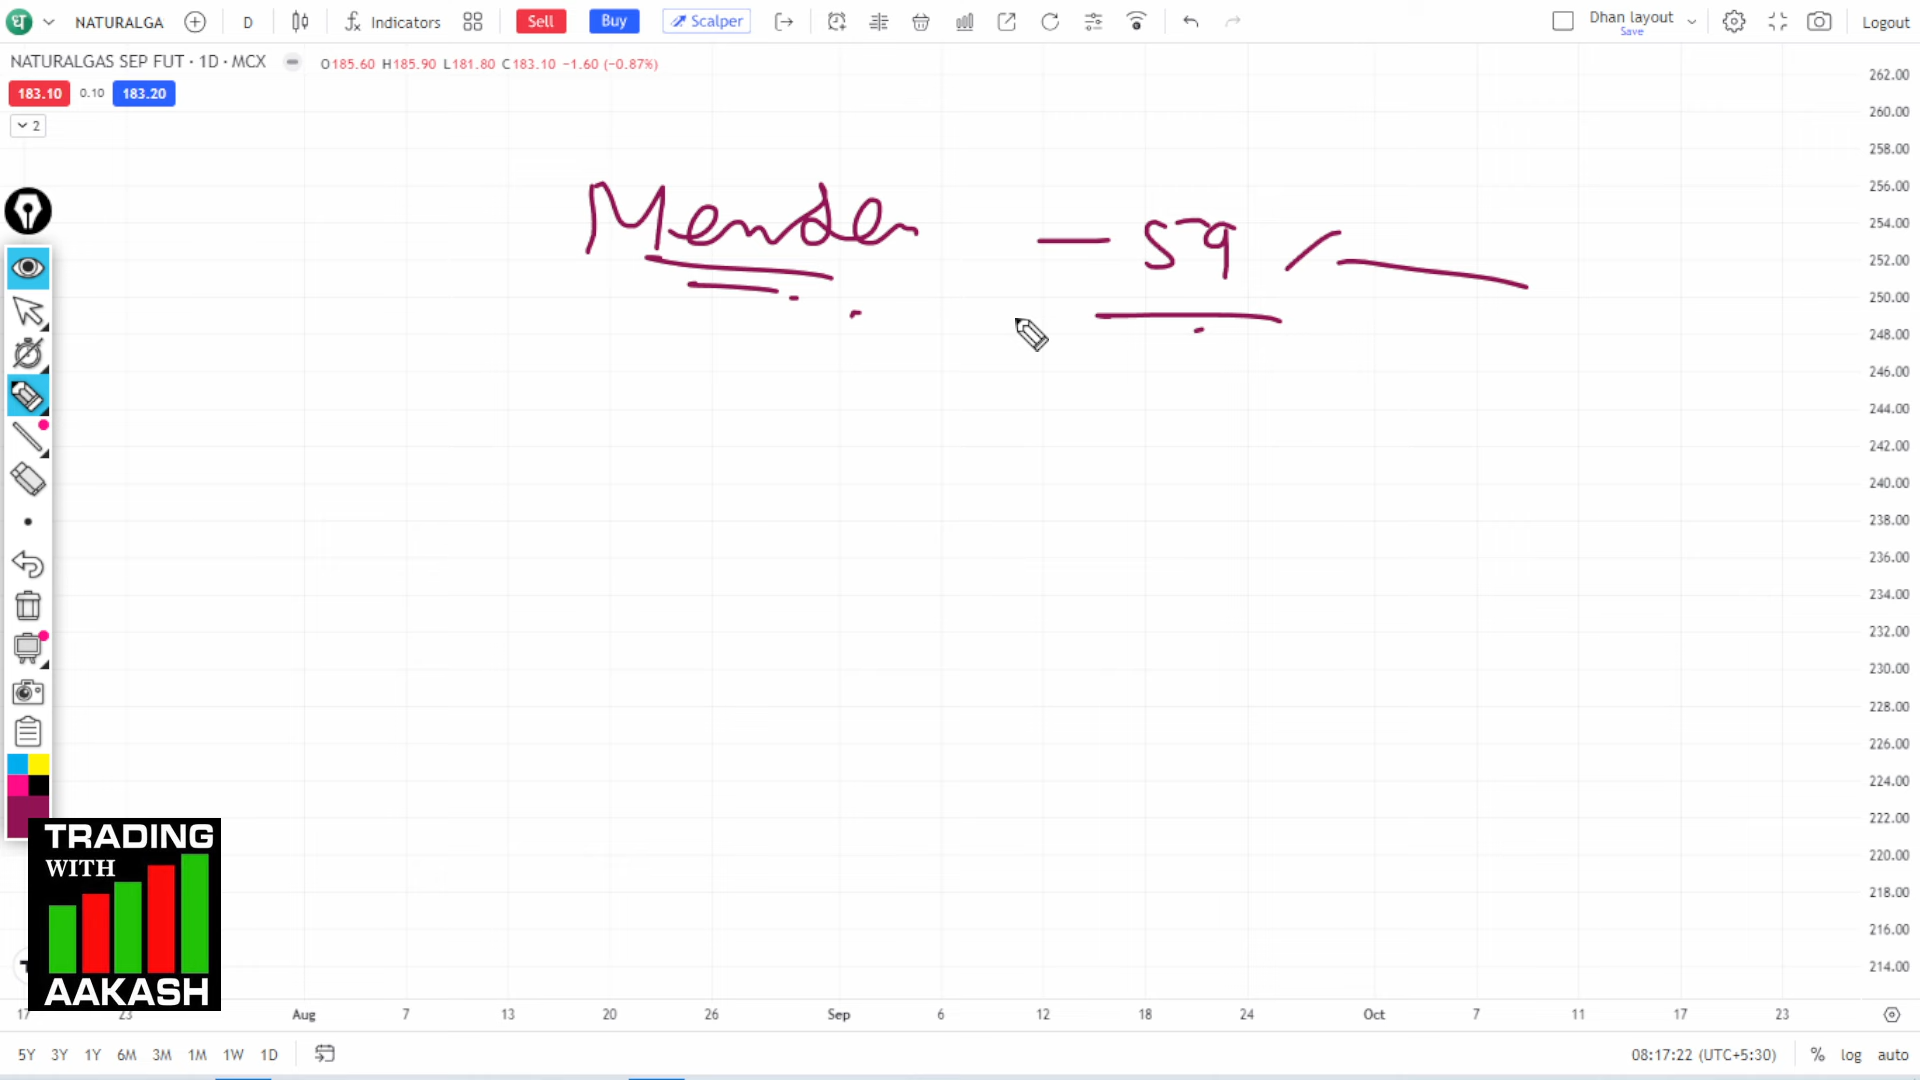 ध NATURALGA D Indicators Sell Buy Scalper Dhan layout Save Logout
NATURALGAS SEP FUT · 1D · MCX O185.60 H185.90 L181.80 C183.10 −1.60 (−0.87%)
183.10 0.10 183.20
2
— 59 /
262.00
260.00
258.00
256.00
254.00
252.00
250.00
248.00
246.00
244.00
242.00
240.00
238.00
236.00
234.00
232.00
230.00
228.00
226.00
224.00
222.00
220.00
218.00
216.00
214.00
TRADING
WITH
AAKASH
17 23 Aug 7 13 20 26 Sep 6 12 18 24 Oct 7 11 17 23
5Y 3Y 1Y 6M 3M 1M 1W 1D 08:17:22 (UTC+5:30) % log auto